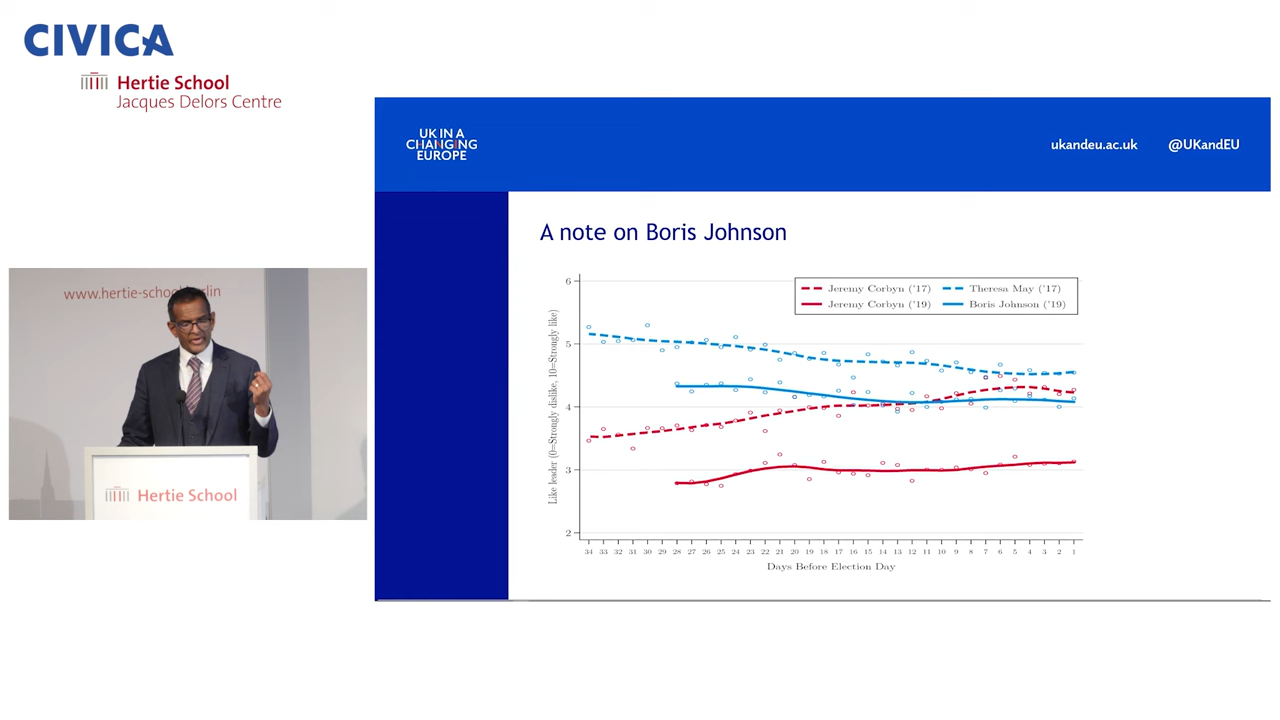 CIVICA
Hertie School
Jacques Delors Centre
UK IN A
CHANGING
EUROPE
ukandeu.ac.uk
@UKandEU
A note on Boris Johnson
www.hertie-school
rlin
Hertie School
Jeremy Corbyn ('17)
Theresa May ('17)
Jeremy Corbyn ('19)
Boris Johnson ('19)
Like leader (0=Strongly dislike, 10=Strongly like)
6
5
4
3
2
34 33 32 31 30 29 28 27 26 25 24 23 22 21 20 19 18 17 16 15 14 13 12 11 10 9 8 7 6 5 4 3 2 1
Days Before Election Day